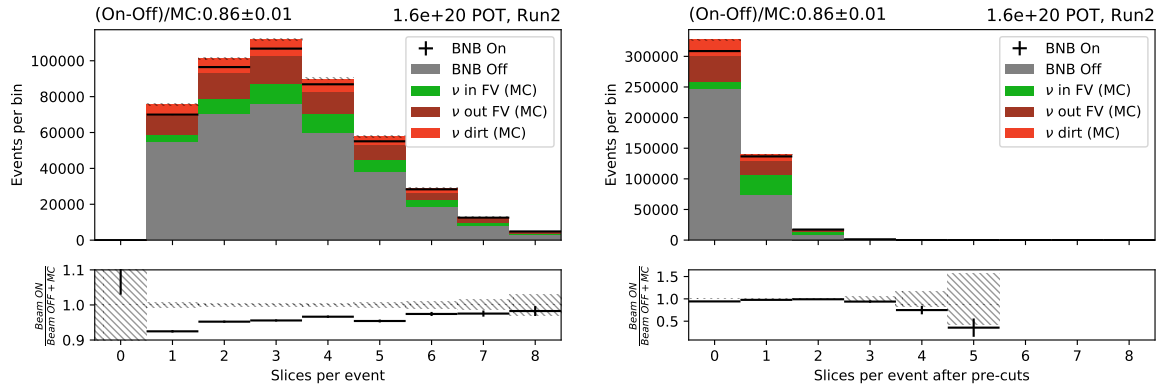 (On-Off)/MC:0.86±0.01
1.6e+20 POT, Run2
Events per bin
100000
80000
60000
40000
20000
0
BNB On
BNB Off
ν in FV (MC)
ν out FV (MC)
ν dirt (MC)
Beam ON
Beam OFF + MC
1.1
1.0
0.9
0 1 2 3 4 5 6 7 8
Slices per event
(On-Off)/MC:0.86±0.01
1.6e+20 POT, Run2
Events per bin
300000
250000
200000
150000
100000
50000
0
BNB On
BNB Off
ν in FV (MC)
ν out FV (MC)
ν dirt (MC)
Beam ON
Beam OFF + MC
1.5
1.0
0.5
0 1 2 3 4 5 6 7 8
Slices per event after pre-cuts